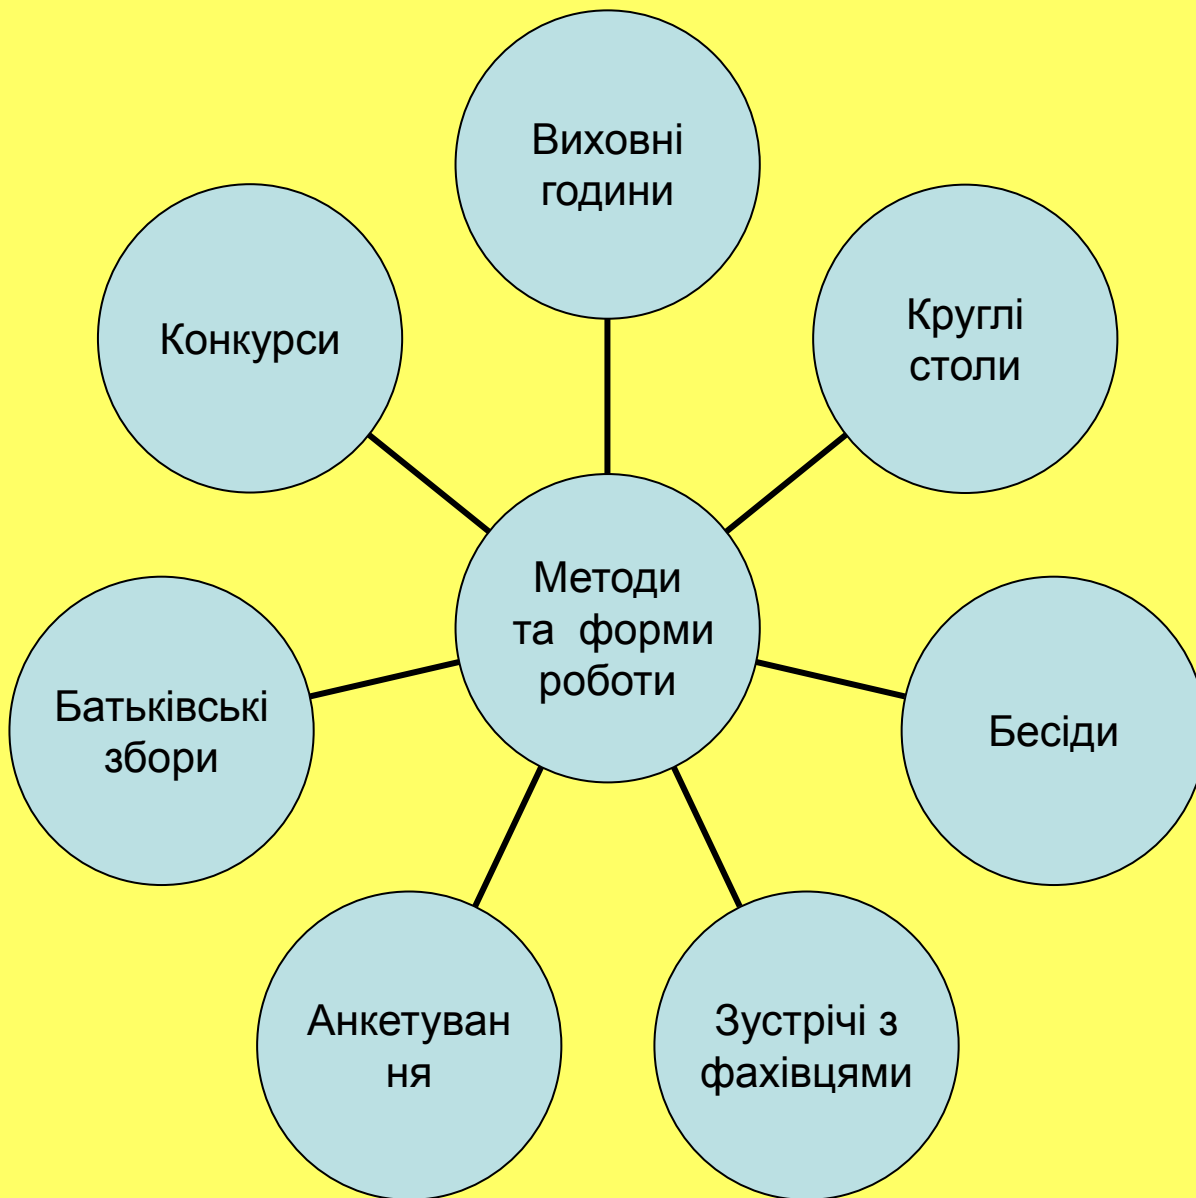 Виховні
години
Конкурси
Круглі
столи
Методи
та форми
роботи
Батьківські
збори
Бесіди
Анкетуван
ня
Зустрічі з
фахівцями